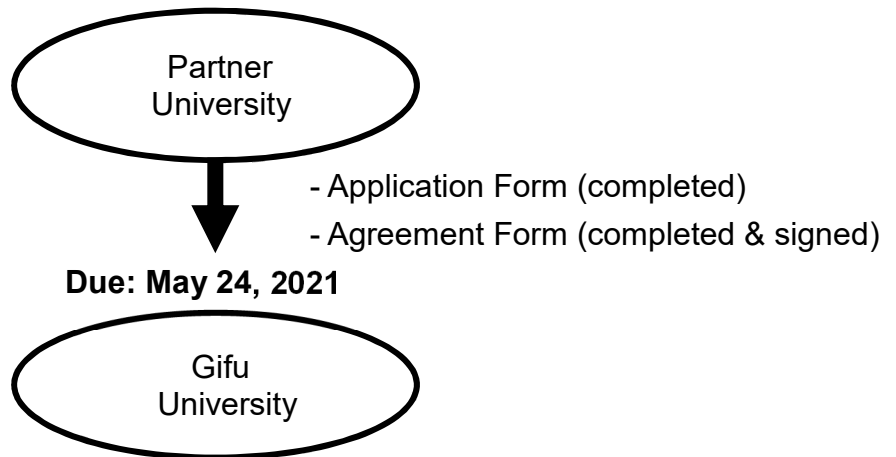 Partner
University
- Application Form (completed)
- Agreement Form (completed & signed)
Due: May 24, 2021
Gifu
University